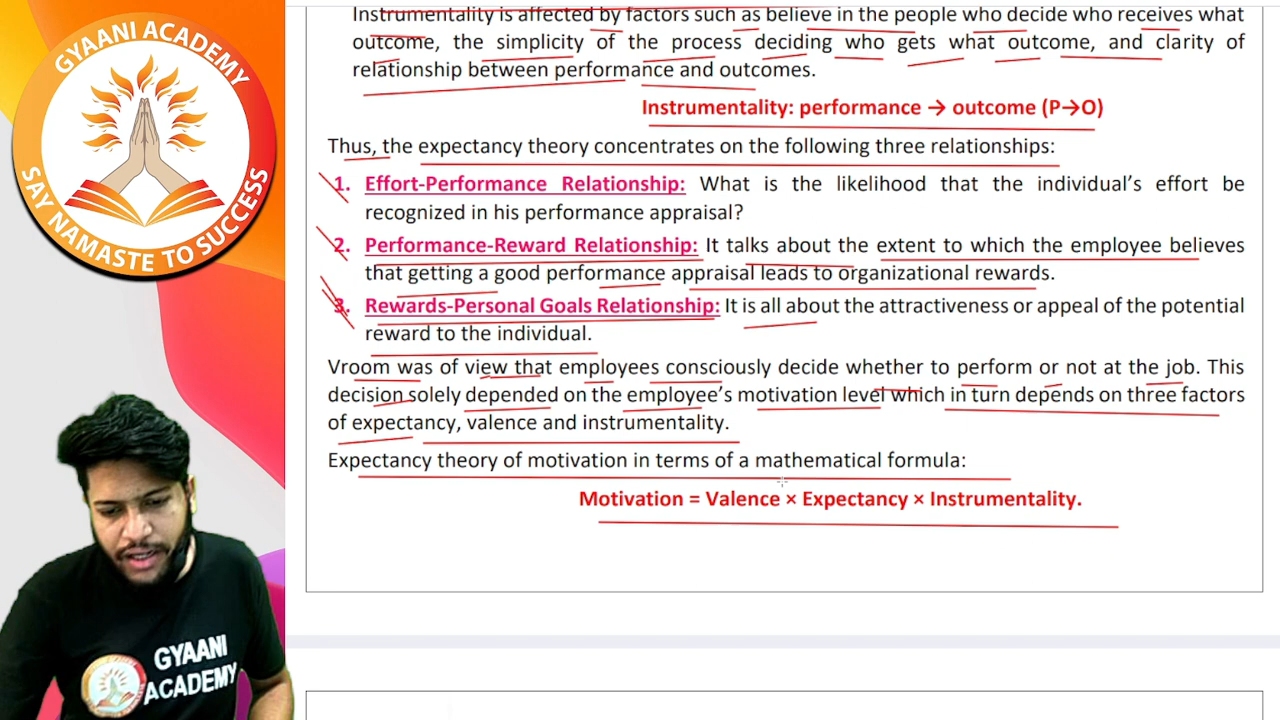 GYAANI ACADEMY
SAY NAMASTE TO SUCCESS
Instrumentality is affected by factors such as believe in the people who decide who receives what
outcome, the simplicity of the process deciding who gets what outcome, and clarity of
relationship between performance and outcomes.
Instrumentality: performance → outcome (P→O)
Thus, the expectancy theory concentrates on the following three relationships:
1. Effort-Performance Relationship: What is the likelihood that the individual’s effort be
recognized in his performance appraisal?
2. Performance-Reward Relationship: It talks about the extent to which the employee believes
that getting a good performance appraisal leads to organizational rewards.
3. Rewards-Personal Goals Relationship: It is all about the attractiveness or appeal of the potential
reward to the individual.
Vroom was of view that employees consciously decide whether to perform or not at the job. This
decision solely depended on the employee’s motivation level which in turn depends on three factors
of expectancy, valence and instrumentality.
Expectancy theory of motivation in terms of a mathematical formula:
Motivation = Valence × Expectancy × Instrumentality.
GYAANI
ACADEMY